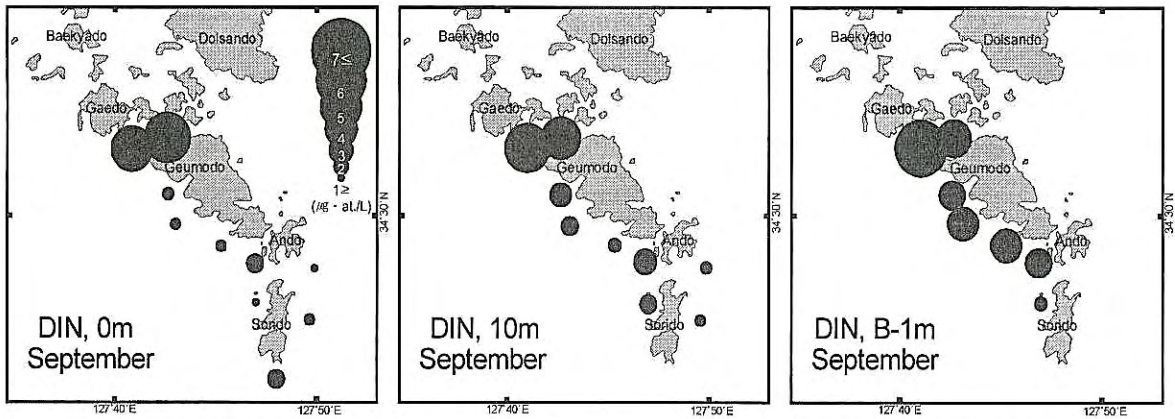 Baekyado
Dolsando
Gaedo
Geumodo
Ando
Sorido
7≤
6
5
4
3
2
1≥
(㎍ - at./L)
DIN, 0m
September
127°40´E
127°50´E
34°30´N
Baekyado
Dolsando
Gaedo
Geumodo
Ando
Sorido
DIN, 10m
September
127°40´E
127°50´E
34°30´N
Baekyado
Dolsando
Gaedo
Geumodo
Ando
Sorido
DIN, B-1m
September
127°40´E
127°50´E
34°30´N